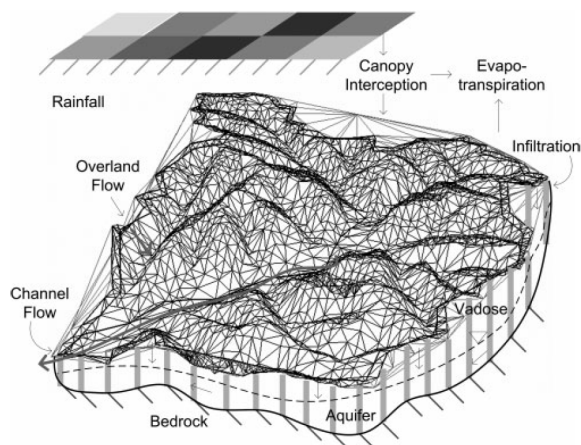 Canopy
Interception
Evapo-
transpiration
Rainfall
Infiltration
Overland
Flow
Channel
Flow
Vadose
Aquifer
Bedrock